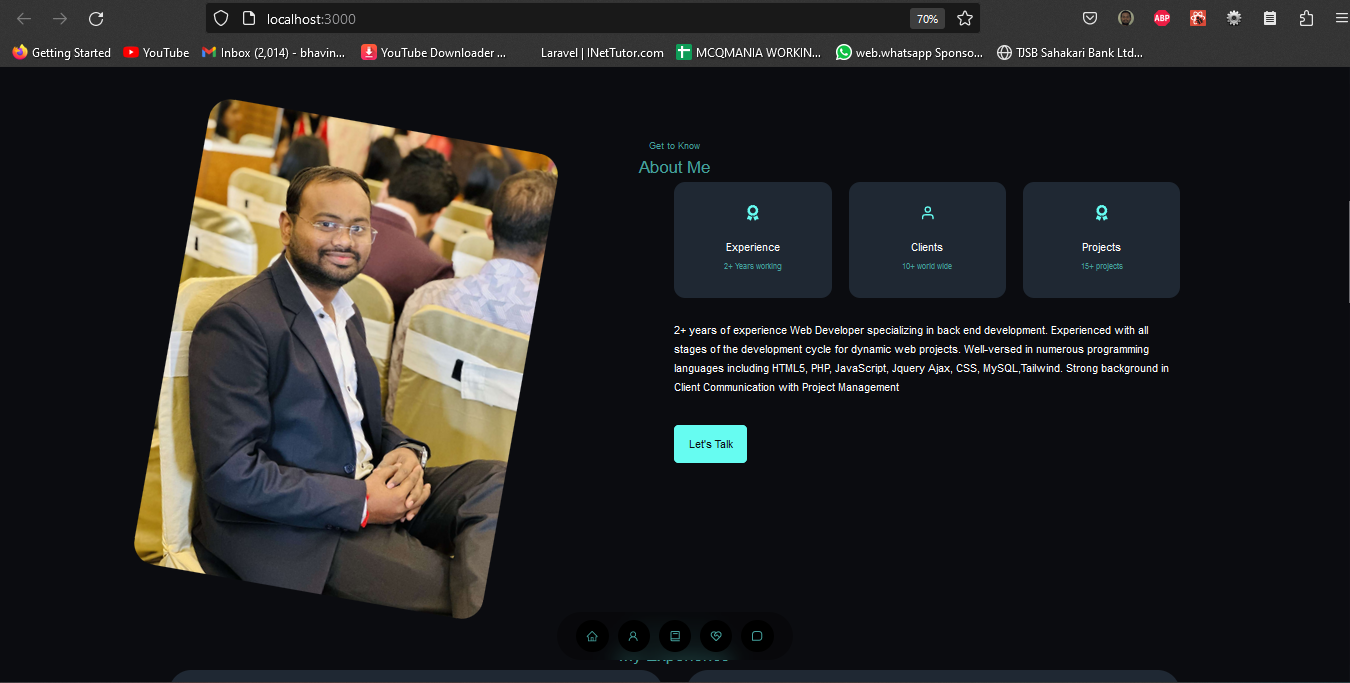 localhost:3000
70%
ABP
Getting Started
YouTube
Inbox (2,014) - bhavin...
YouTube Downloader ...
Laravel | INetTutor.com
MCQMANIA WORKIN...
web.whatsapp Sponso...
TJSB Sahakari Bank Ltd...
Get to Know
About Me
Experience
2+ Years working
Clients
10+ world wide
Projects
15+ projects
2+ years of experience Web Developer specializing in back end development. Experienced with all
stages of the development cycle for dynamic web projects. Well-versed in numerous programming
languages including HTML5, PHP, JavaScript, Jquery Ajax, CSS, MySQL,Tailwind. Strong background in
Client Communication with Project Management
Let's Talk
My Experience